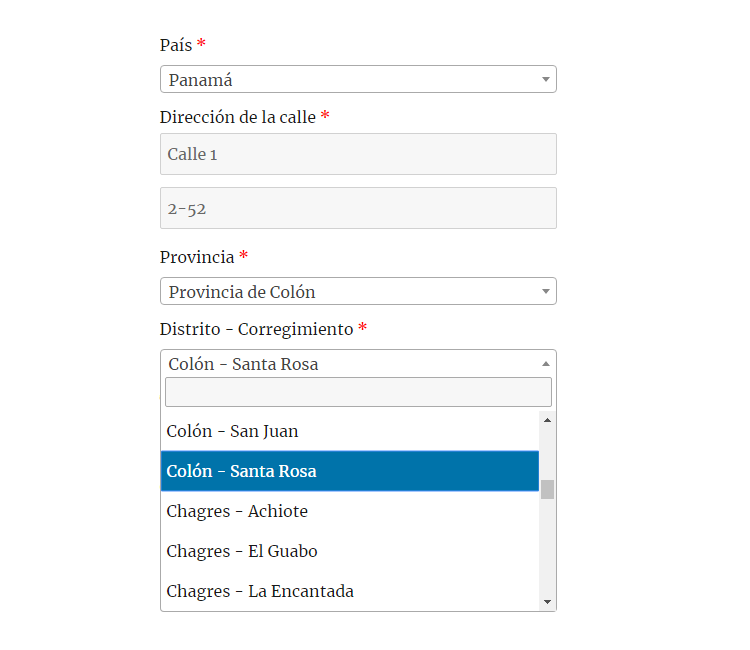 País *
Panamá
Dirección de la calle *
Calle 1
2-52
Provincia *
Provincia de Colón
Distrito - Corregimiento *
Colón - Santa Rosa
Colón - San Juan
Colón - Santa Rosa
Chagres - Achiote
Chagres - El Guabo
Chagres - La Encantada